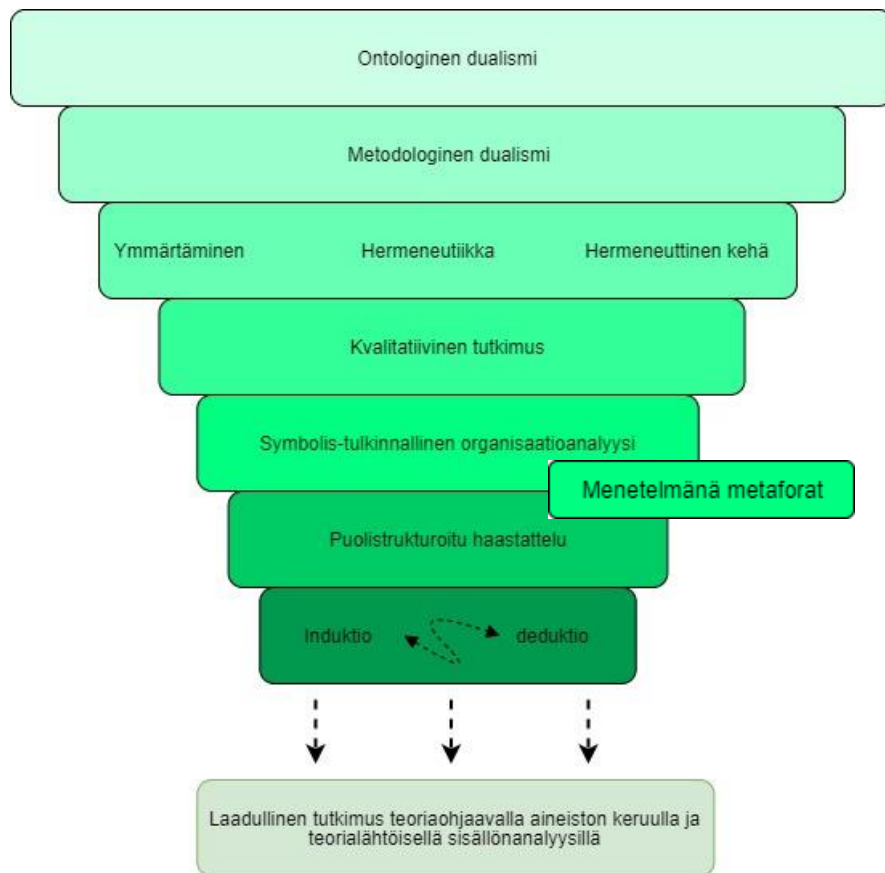 Ontologinen dualismi
Metodologinen dualismi
Ymmärtäminen Hermeneutiikka Hermeneuttinen kehä
Kvalitatiivinen tutkimus
Symbolis-tulkinnallinen organisaatioanalyysi
Menetelmänä metaforat
Puolistrukturoitu haastattelu
Induktio deduktio
Laadullinen tutkimus teoriaohjaavalla aineiston keruulla ja
teorialähtöisellä sisällönanalyysillä